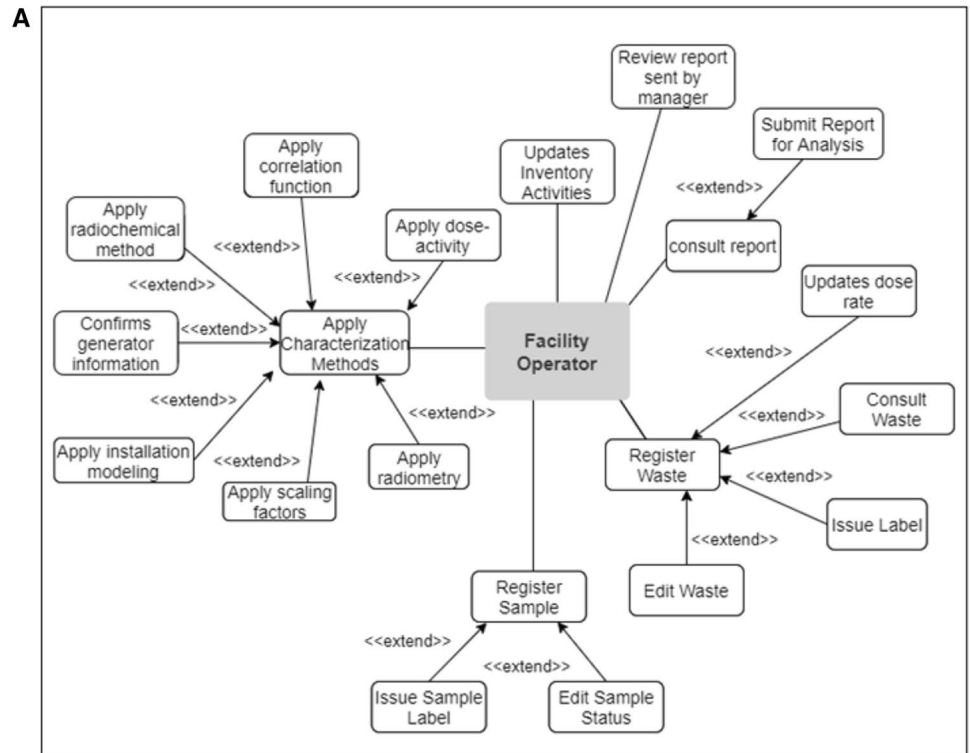 A
Review report
sent by
manager
Submit Report
for Analysis
<<extend>>
consult report
Updates
Inventory
Activities
Apply
correlation
function
<<extend>>
Apply
radiochemical
method
<<extend>>
Apply dose-
activity
<<extend>>
Confirms
generator
information
<<extend>>
Apply
Characterization
Methods
Facility
Operator
Updates dose
rate
<<extend>>
Consult
Waste
<<extend>>
Register
Waste
<<extend>>
Issue Label
<<extend>>
Edit Waste
<<extend>>
Apply installation
modeling
<<extend>>
Apply scaling
factors
<<extend>>
Apply
radiometry
Register
Sample
<<extend>>
Issue Sample
Label
<<extend>>
Edit Sample
Status